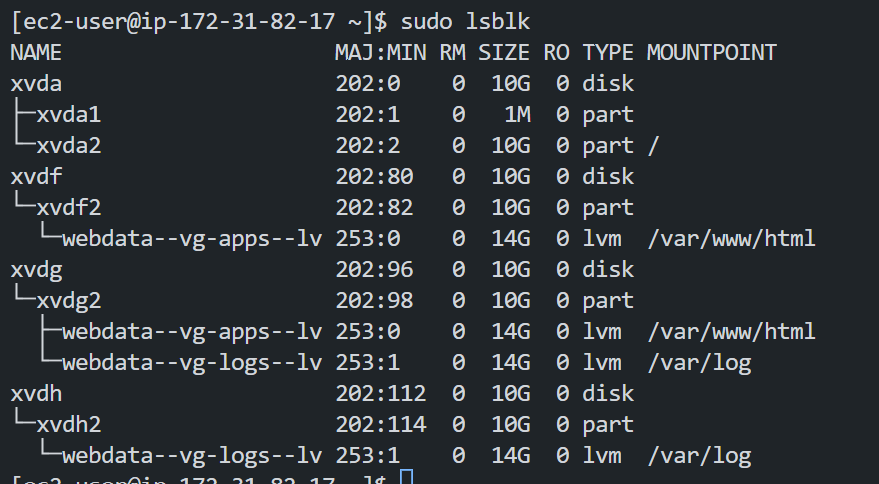 [ec2-user@ip-172-31-82-17 ~]$ sudo lsblk
NAME                      MAJ:MIN RM SIZE RO TYPE MOUNTPOINT
xvda                      202:0    0  10G  0 disk
├─xvda1                   202:1    0   1M  0 part
└─xvda2                   202:2    0  10G  0 part /
xvdf                      202:80   0  10G  0 disk
└─xvdf2                   202:82   0  10G  0 part
  └─webdata--vg-apps--lv 253:0    0  14G  0 lvm  /var/www/html
xvdg                      202:96   0  10G  0 disk
└─xvdg2                   202:98   0  10G  0 part
  ├─webdata--vg-apps--lv 253:0    0  14G  0 lvm  /var/www/html
  └─webdata--vg-logs--lv 253:1    0  14G  0 lvm  /var/log
xvdh                      202:112  0  10G  0 disk
└─xvdh2                   202:114  0  10G  0 part
  └─webdata--vg-logs--lv 253:1    0  14G  0 lvm  /var/log
[ec2-user@ip-172-31-82-17 ~]$